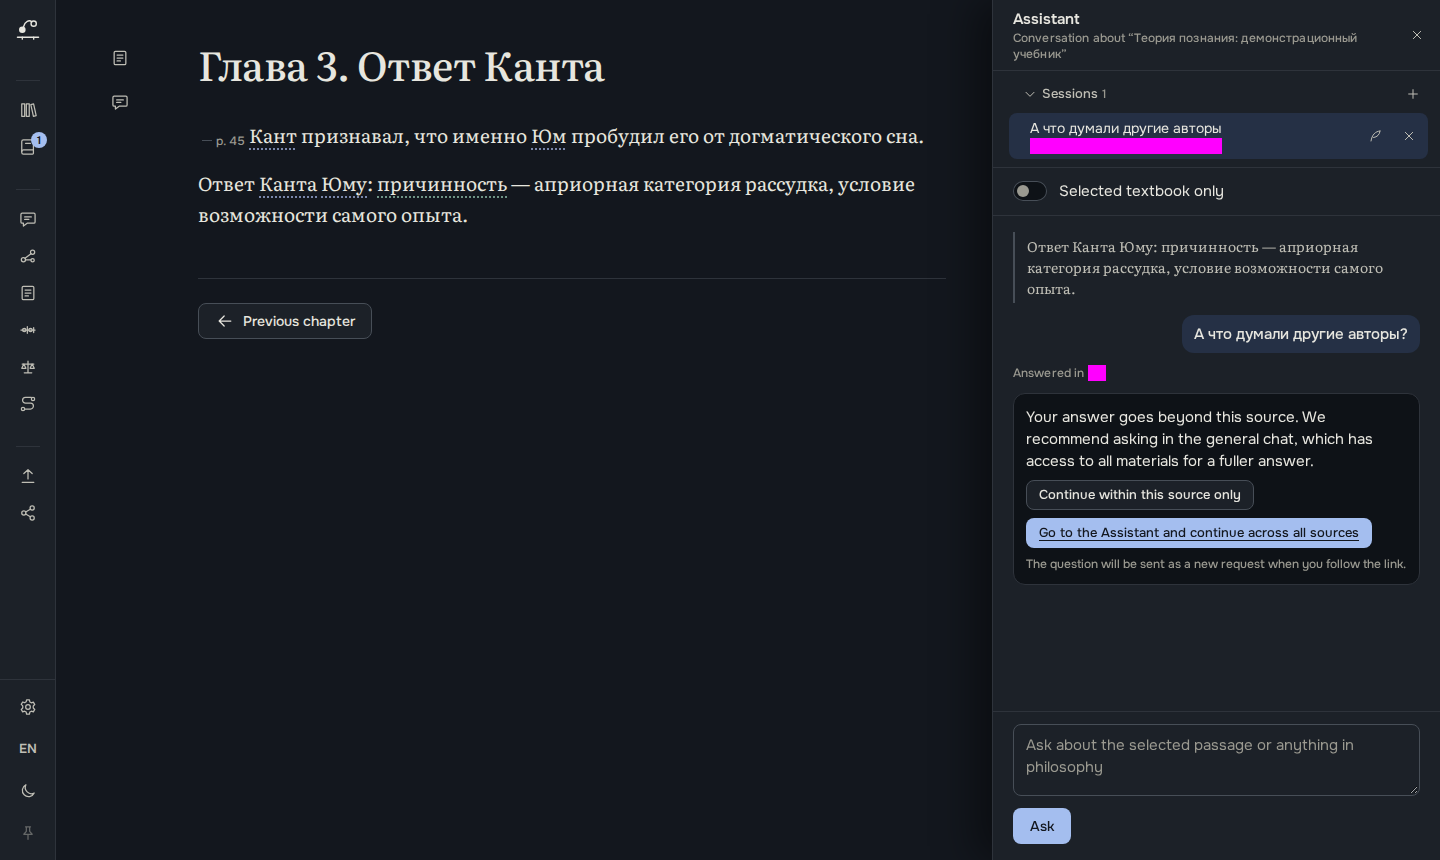 Глава 3. Ответ Канта
— p. 45 Кант признавал, что именно Юм пробудил его от догматического сна.
Ответ Канта Юму: причинность — априорная категория рассудка, условие
возможности самого опыта.
Previous chapter
1
EN
Assistant
Conversation about “Теория познания: демонстрационный
учебник”
Sessions 1
А что думали другие авторы
Selected textbook only
Ответ Канта Юму: причинность — априорная
категория рассудка, условие возможности самого
опыта.
А что думали другие авторы?
Answered in
Your answer goes beyond this source. We
recommend asking in the general chat, which has
access to all materials for a fuller answer.
Continue within this source only
Go to the Assistant and continue across all sources
The question will be sent as a new request when you follow the link.
Ask about the selected passage or anything in
philosophy
Ask